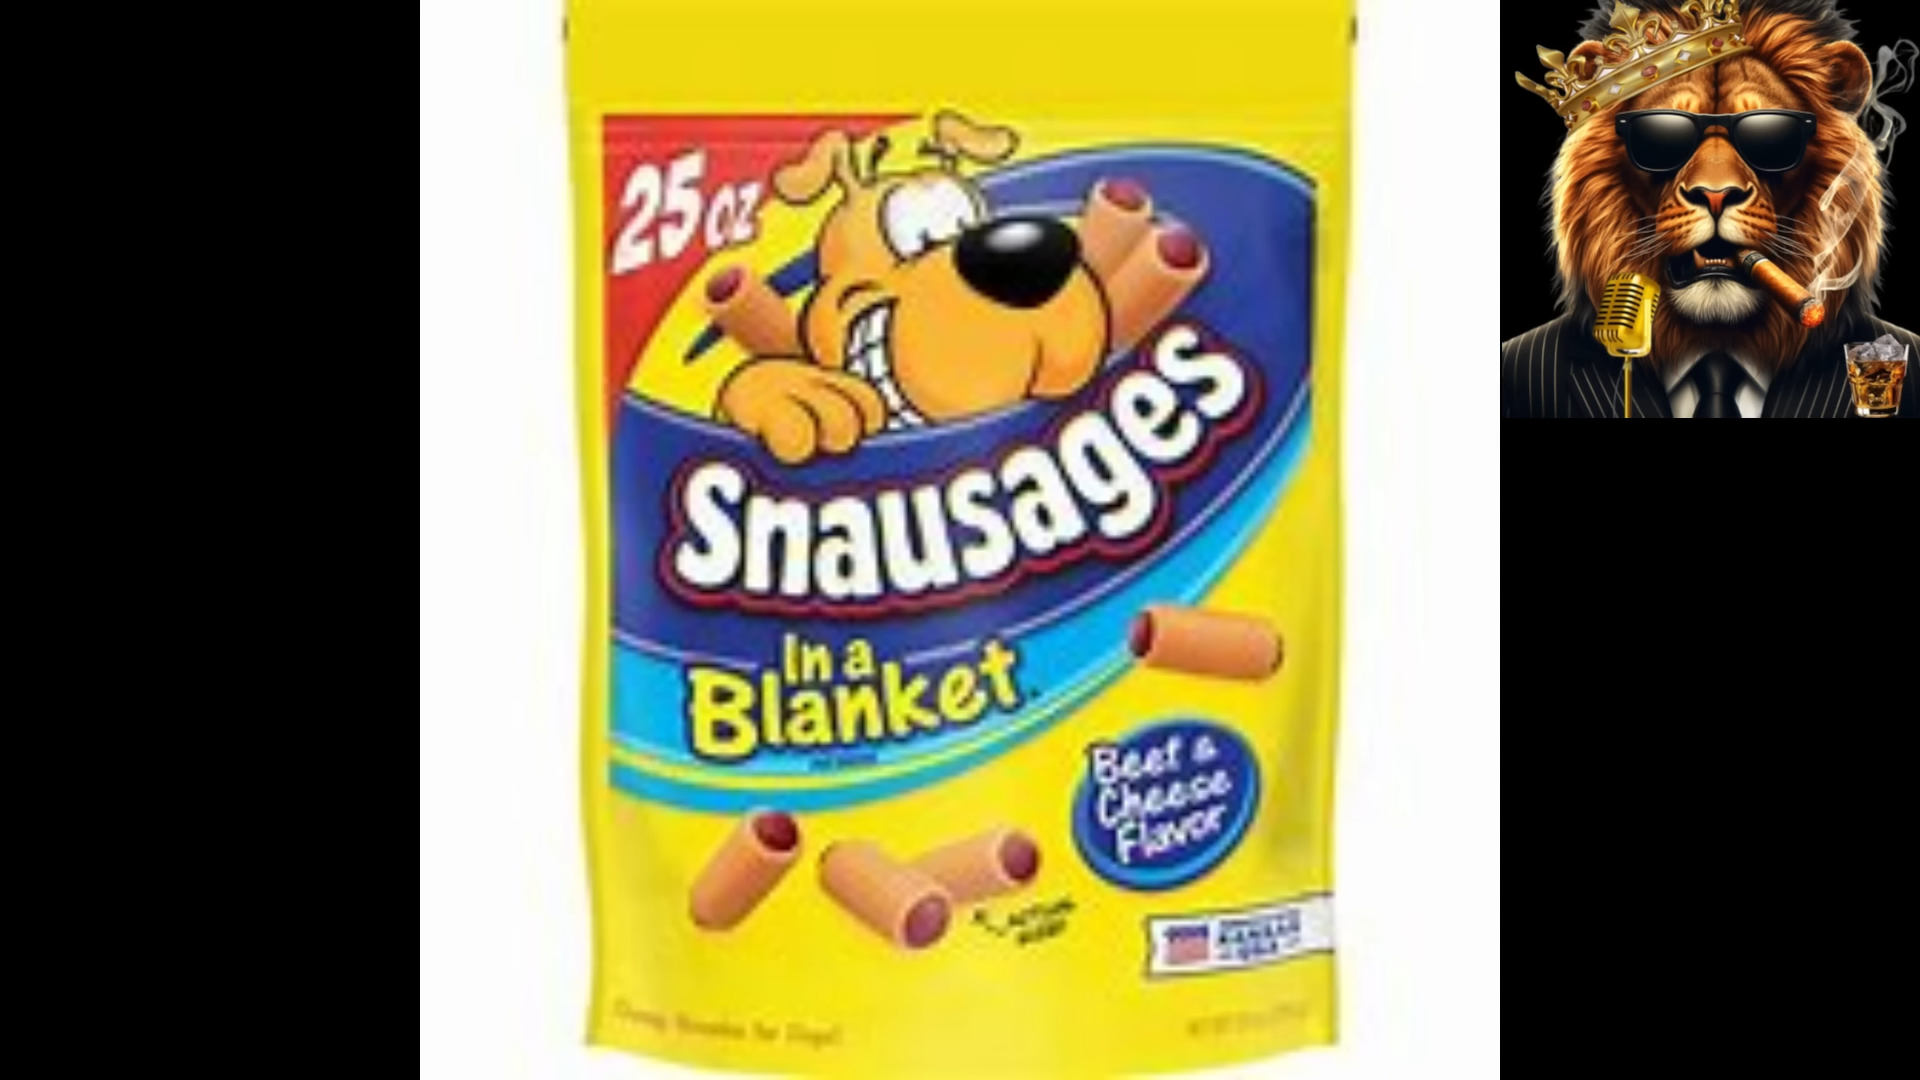 25 oz
Snausages
In a
Blanket
Beef &
Cheese
Flavor